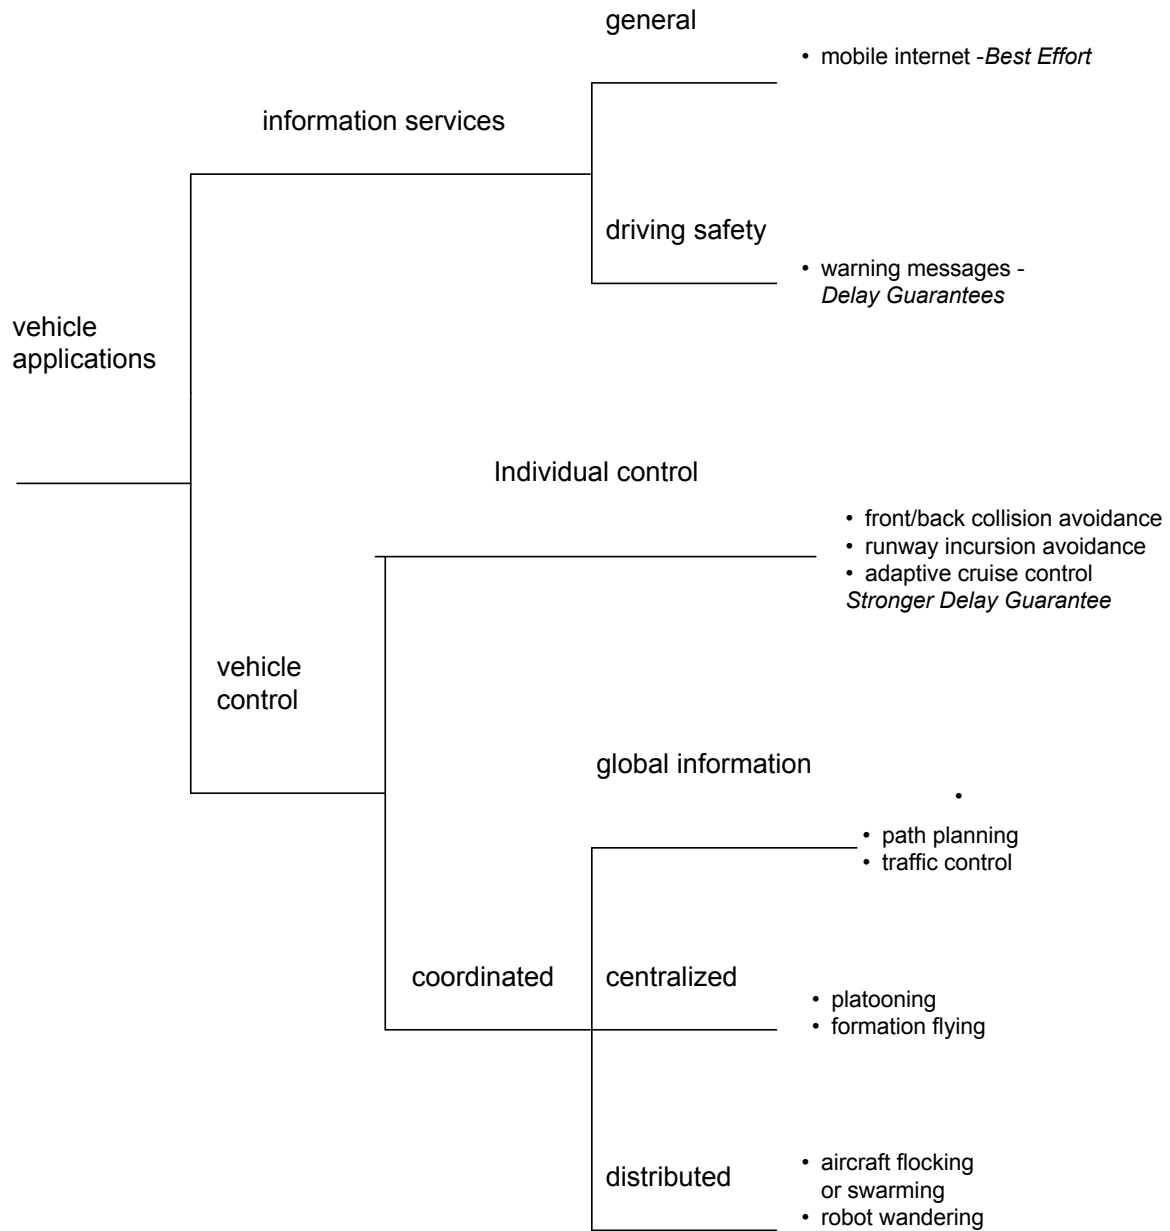 general
• mobile internet -Best Effort
information services
driving safety
• warning messages -
Delay Guarantees
vehicle
applications
Individual control
• front/back collision avoidance
• runway incursion avoidance
• adaptive cruise control
Stronger Delay Guarantee
vehicle
control
global information
•
• path planning
• traffic control
coordinated
centralized
• platooning
• formation flying
distributed
• aircraft flocking
or swarming
• robot wandering